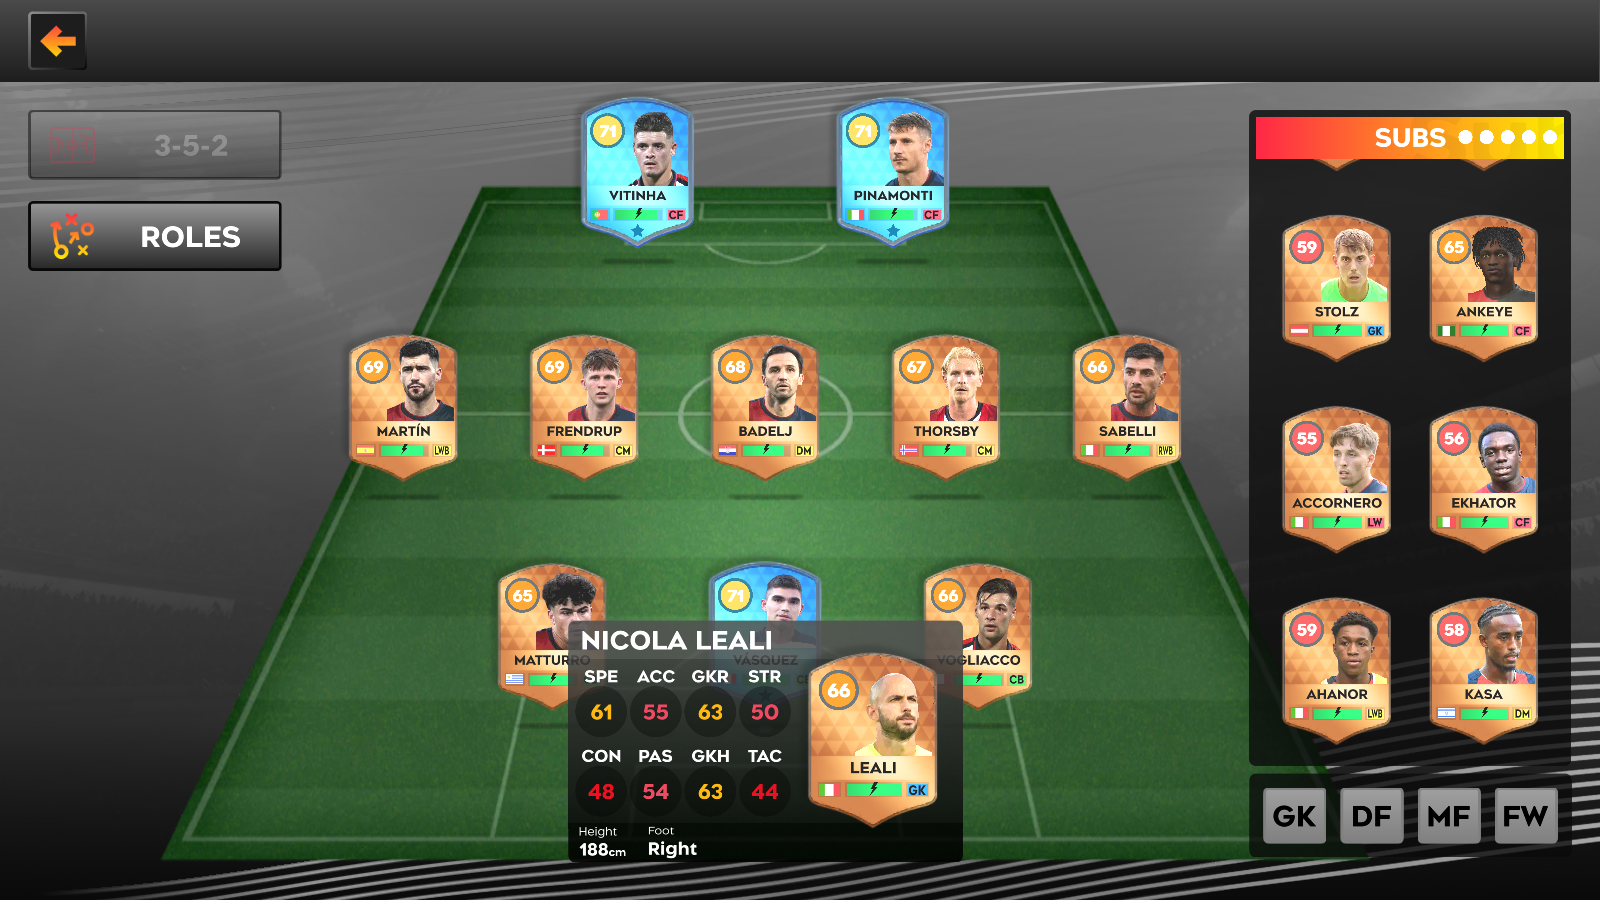 3-5-2
ROLES
71
VITINHA
CF
71
PINAMONTI
CF
69
MARTÍN
LWB
69
FRENDRUP
CM
68
BADELJ
DM
67
THORSBY
CM
66
SABELLI
RWB
65
MATTURRO
71
VASQUEZ
66
VOGLIACCO
CB
NICOLA LEALI
SPE ACC GKR STR
61 55 63 50
CON PAS GKH TAC
48 54 63 44
Height Foot
188cm Right
66
LEALI
GK
SUBS
59
STOLZ
GK
65
ANKEYE
CF
55
ACCORNERO
LW
56
EKHATOR
CF
59
AHANOR
LWB
58
KASA
DM
GK DF MF FW